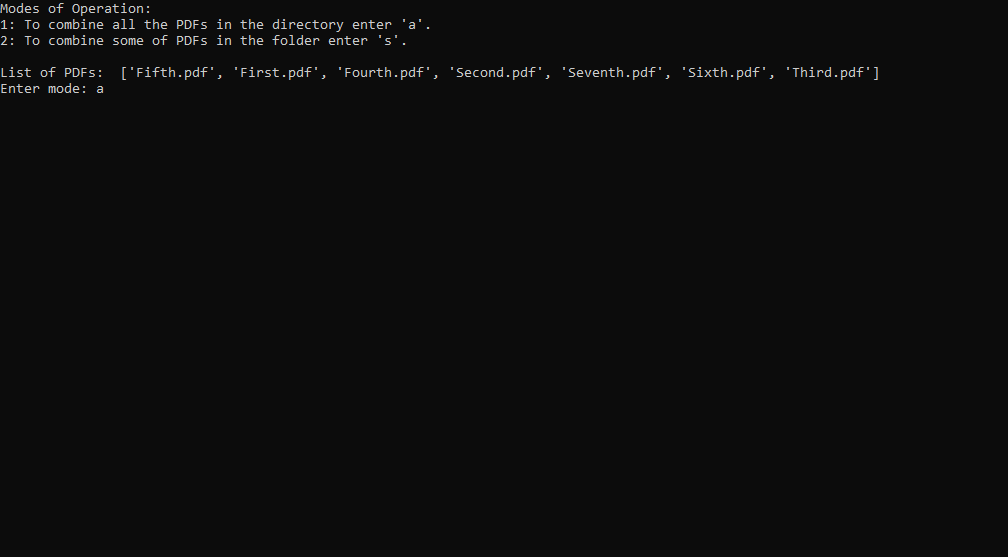 Modes of Operation:
1: To combine all the PDFs in the directory enter 'a'.
2: To combine some of PDFs in the folder enter 's'.
List of PDFs:  ['Fifth.pdf', 'First.pdf', 'Fourth.pdf', 'Second.pdf', 'Seventh.pdf', 'Sixth.pdf', 'Third.pdf']
Enter mode: a